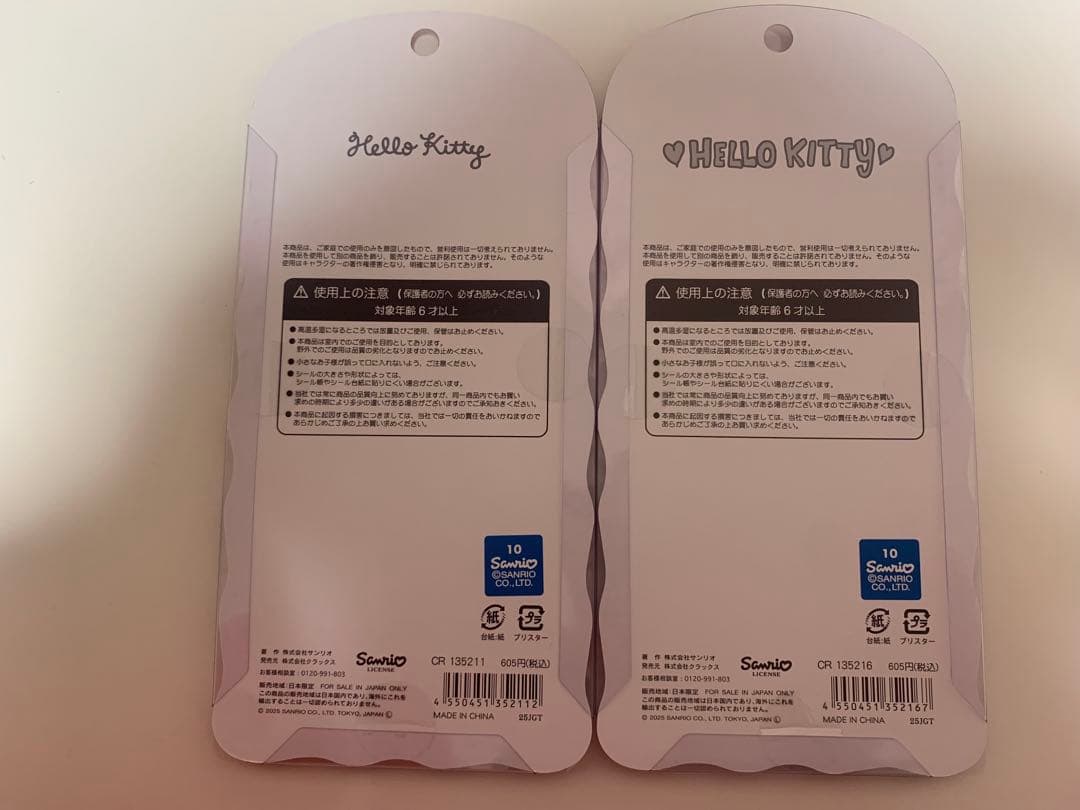 Hello Kitty
本商品は、ご家庭での使用のみを意図したもので、営利使用は一切考えられておりません。
本商品を使用して別の商品を飾り、販売することは許諾されておりません。そのような
使用はキャラクターの著作権侵害となり、明確に禁じられております。
⚠ 使用上の注意 (保護者の方へ 必ずお読みください。)
対象年齢6才以上
●高温多湿になるところでは放置及びご使用、保管はお止めください。
●本商品は室内でのご使用を目的としております。
野外でのご使用は品質の劣化となりますのでお止めください。
●小さなお子様が誤って口に入れないよう、ご注意ください。
●シールの大きさや形状によっては、
シール帳やシール台紙に貼りにくい場合がございます。
●当社では常に商品の品質向上に努めておりますが、同一商品内でもお買い
求めの時期により多少の違いがある場合がございますのでご承知おきください。
●本商品に起因する損害につきましては、当社では一切の責任をおいかねますので
あらかじめご了承の上お買い求めください。
10
Sanrio
©SANRIO
CO.,LTD.
紙 プラ
台紙:紙 ブリスター
著 作 株式会社サンリオ
発売元 株式会社クラックス
お客様相談室:0120-991-803
Sanrio
LICENSE
CR 135211 605円(税込)
販売地域:日本限定 FOR SALE IN JAPAN ONLY
この商品の販売地域は日本国内であり、海外にこれを
輸出することは一切認められておりません。
© 2025 SANRIO CO., LTD. TOKYO, JAPAN Ⓛ
4 550451 352112
MADE IN CHINA 25JGT
HELLO KITTY
本商品は、ご家庭での使用のみを意図したもので、営利使用は一切考えられておりません。
本商品を使用して別の商品を飾り、販売することは許諾されておりません。そのような
使用はキャラクターの著作権侵害となり、明確に禁じられております。
⚠ 使用上の注意 (保護者の方へ 必ずお読みください。)
対象年齢6才以上
●高温多湿になるところでは放置及びご使用、保管はお止めください。
●本商品は室内でのご使用を目的としております。
野外でのご使用は品質の劣化となりますのでお止めください。
●小さなお子様が誤って口に入れないよう、ご注意ください。
●シールの大きさや形状によっては、
シール帳やシール台紙に貼りにくい場合がございます。
●当社では常に商品の品質向上に努めておりますが、同一商品内でもお買い
求めの時期により多少の違いがある場合がございますのでご承知おきください。
●本商品に起因する損害につきましては、当社では一切の責任をおいかねますので
あらかじめご了承の上お買い求めください。
10
Sanrio
©SANRIO
CO.,LTD.
紙 プラ
台紙:紙 ブリスター
著 作 株式会社サンリオ
発売元 株式会社クラックス
お客様相談室:0120-991-803
Sanrio
LICENSE
CR 135216 605円(税込)
販売地域:日本限定 FOR SALE IN JAPAN ONLY
この商品の販売地域は日本国内であり、海外にこれを
輸出することは一切認められておりません。
© 2025 SANRIO CO., LTD. TOKYO, JAPAN Ⓛ
4 550451 352167
MADE IN CHINA 25JGT